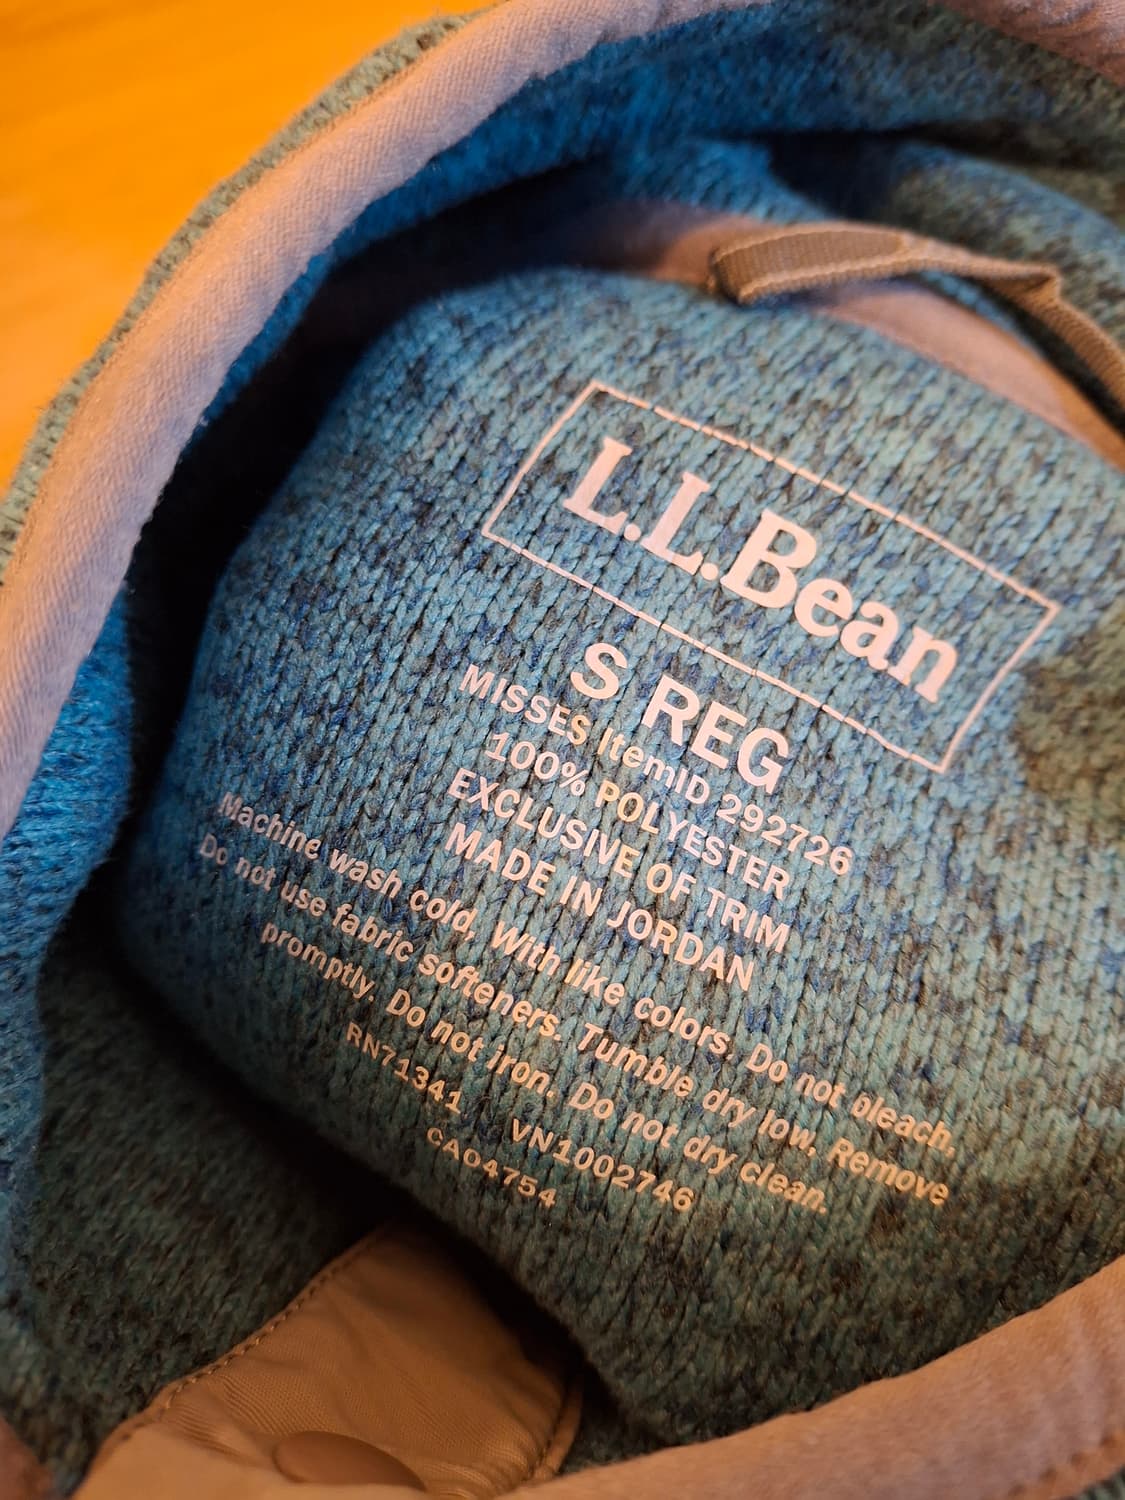 L.L.Bean
S REG
MISSES ItemID 292726
100% POLYESTER
EXCLUSIVE OF TRIM
MADE IN JORDAN
Machine wash cold, With like colors. Do not bleach,
Do not use fabric softeners. Tumble dry low, Remove
promptly. Do not iron. Do not dry clean.
RN71341 VN1002746
CA04754